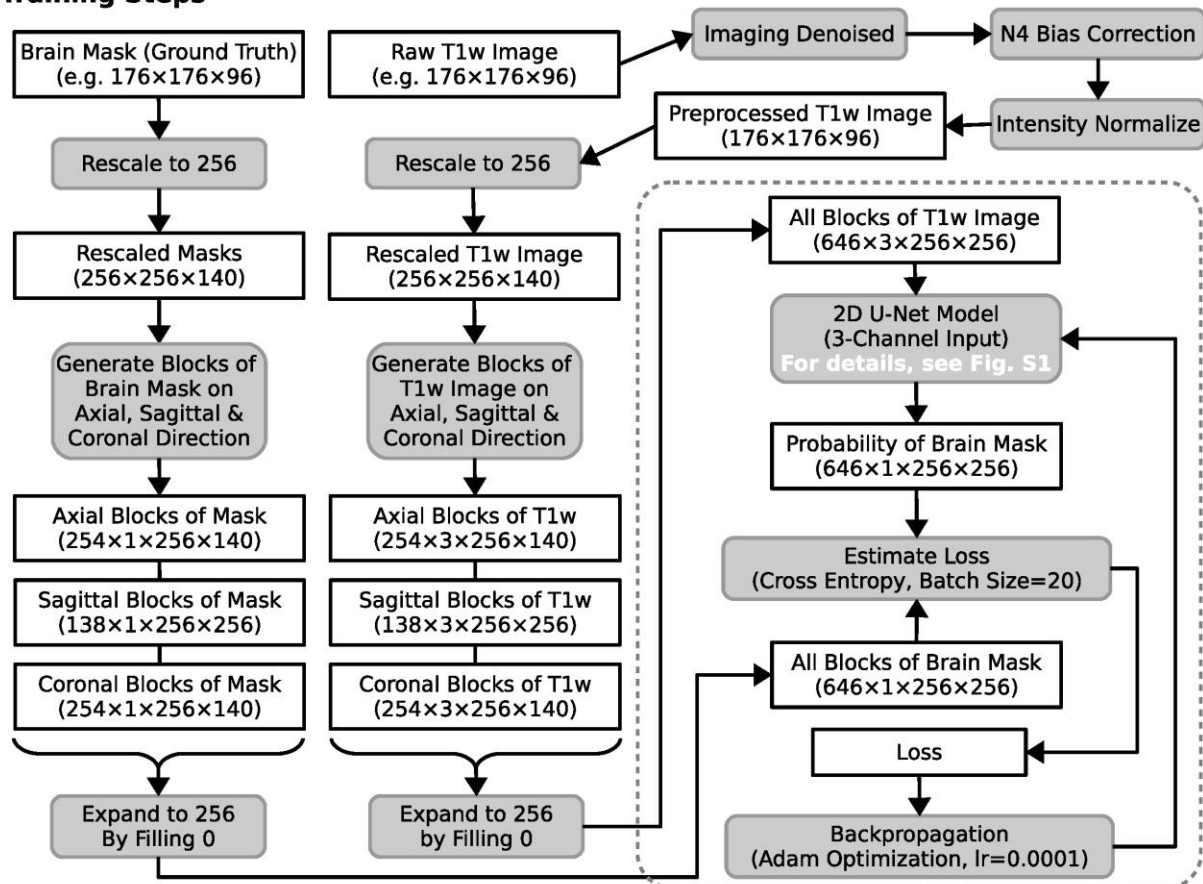 Training Steps
Brain Mask (Ground Truth)
(e.g. 176×176×96)
Raw T1w Image
(e.g. 176×176×96)
Imaging Denoised
N4 Bias Correction
Intensity Normalize
Preprocessed T1w Image
(176×176×96)
Rescale to 256
Rescaled Masks
(256×256×140)
Generate Blocks of
Brain Mask on
Axial, Sagittal &
Coronal Direction
Axial Blocks of Mask
(254×1×256×140)
Sagittal Blocks of Mask
(138×1×256×256)
Coronal Blocks of Mask
(254×1×256×140)
Expand to 256
By Filling 0
Rescale to 256
Rescaled T1w Image
(256×256×140)
Generate Blocks of
T1w Image on
Axial, Sagittal &
Coronal Direction
Axial Blocks of T1w
(254×3×256×140)
Sagittal Blocks of T1w
(138×3×256×256)
Coronal Blocks of T1w
(254×3×256×140)
Expand to 256
by Filling 0
All Blocks of T1w Image
(646×3×256×256)
2D U-Net Model
(3-Channel Input)
For details, see Fig. S1
Probability of Brain Mask
(646×1×256×256)
Estimate Loss
(Cross Entropy, Batch Size=20)
All Blocks of Brain Mask
(646×1×256×256)
Loss
Backpropagation
(Adam Optimization, lr=0.0001)